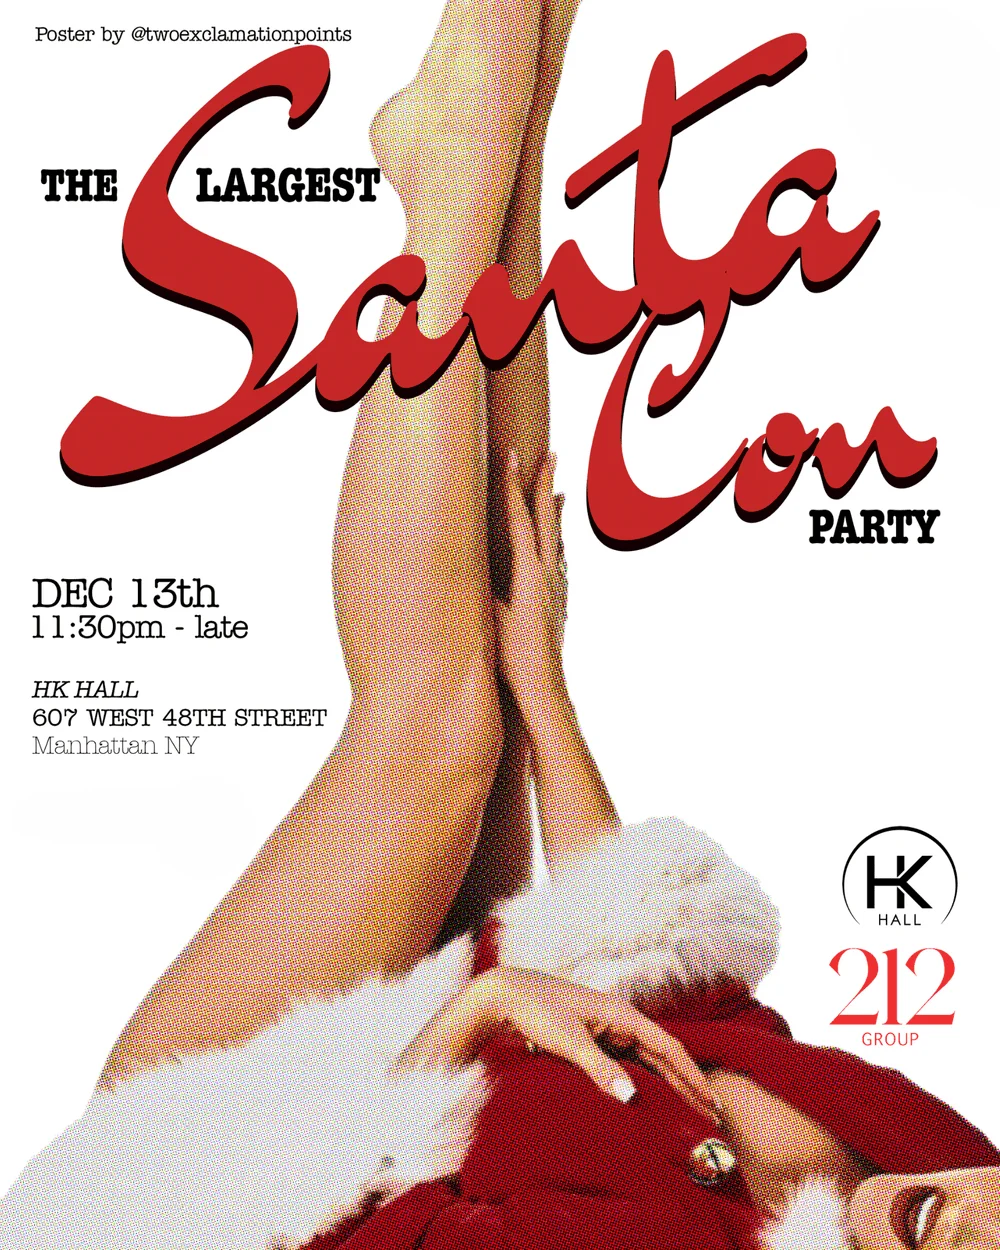 Poster by @twoexclamationpoints
THE LARGEST
Santa
Con
PARTY
DEC 13th
11:30pm - late
HK HALL
607 WEST 48TH STREET
Manhattan NY
HK
HALL
212
GROUP